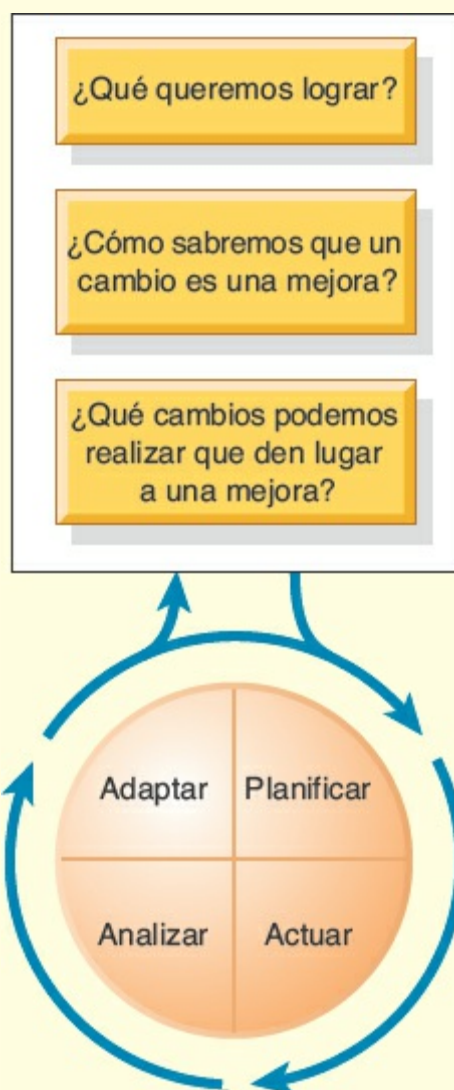 ¿Qué queremos lograr?
¿Cómo sabremos que un
cambio es una mejora?
¿Qué cambios podemos
realizar que den lugar
a una mejora?
Adaptar
Planificar
Analizar
Actuar